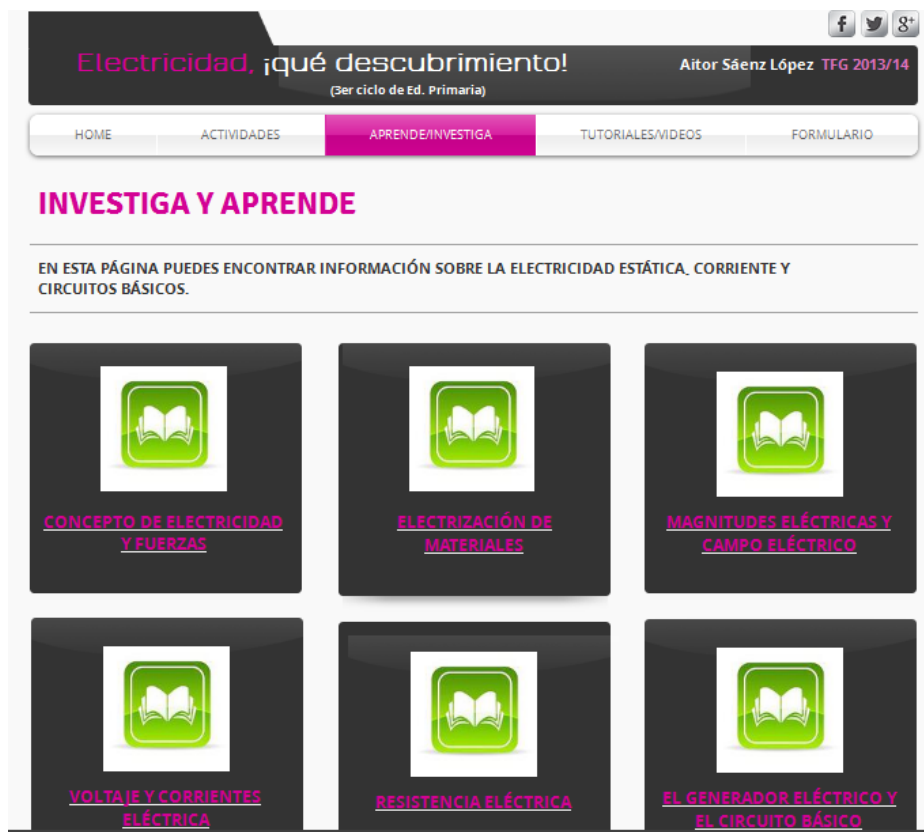 f
g+
Electricidad, ¡qué descubrimiento!
Aitor Sáenz López TFG 2013/14
(3er ciclo de Ed. Primaria)
HOME
ACTIVIDADES
APRENDE/INVESTIGA
TUTORIALES/VIDEOS
FORMULARIO
INVESTIGA Y APRENDE
EN ESTA PÁGINA PUEDES ENCONTRAR INFORMACIÓN SOBRE LA ELECTRICIDAD ESTÁTICA, CORRIENTE Y
CIRCUITOS BÁSICOS.
CONCEPTO DE ELECTRICIDAD
Y FUERZAS
ELECTRIZACIÓN DE
MATERIALES
MAGNITUDES ELÉCTRICAS Y
CAMPO ELÉCTRICO
VOLTAJE Y CORRIENTES
ELÉCTRICA
RESISTENCIA ELÉCTRICA
EL GENERADOR ELÉCTRICO Y
EL CIRCUITO BÁSICO